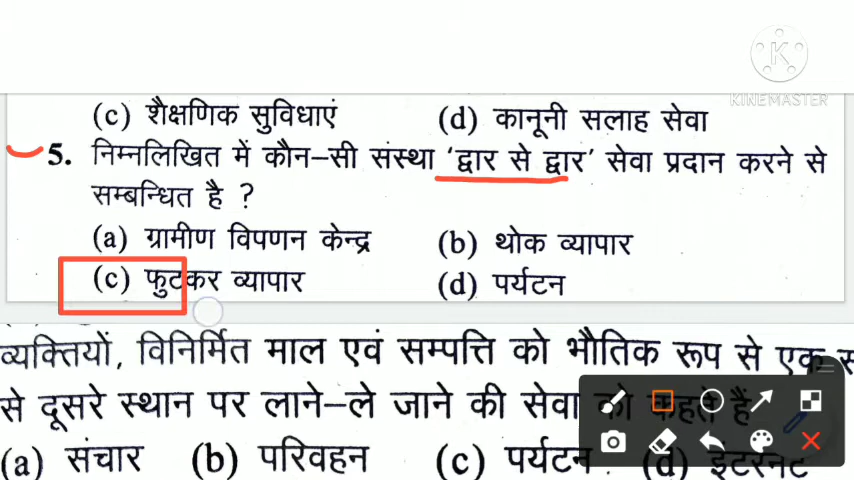 KINEMASTER
(c) शैक्षणिक सुविधाएं (d) कानूनी सलाह सेवा
5. निम्नलिखित में कौन–सी संस्था 'द्वार से द्वार' सेवा प्रदान करने से
सम्बन्धित है ?
(a) ग्रामीण विपणन केन्द्र (b) थोक व्यापार
(c) फुटकर व्यापार (d) पर्यटन
व्यक्तियों, विनिर्मित माल एवं सम्पत्ति को भौतिक रूप से एक
से दूसरे स्थान पर लाने–ले जाने की सेवा को कहते हैं
(a) संचार (b) परिवहन (c) पर्यटन (d) इंटरनेट